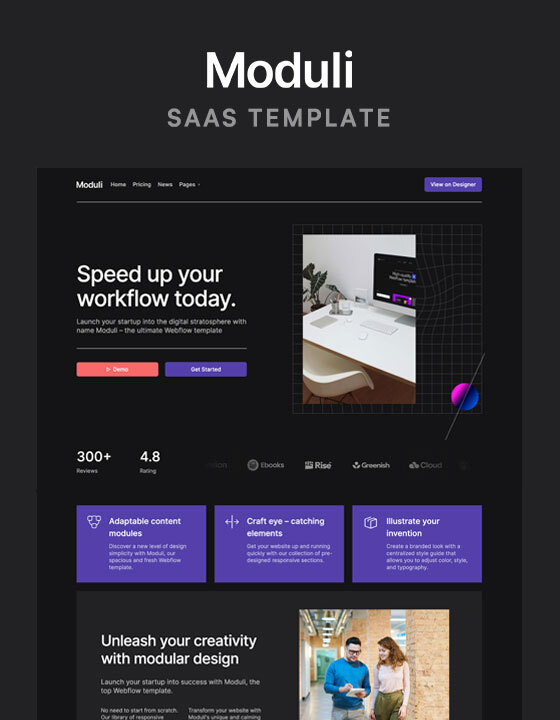 Moduli
SAAS TEMPLATE
Moduli Home Pricing News Pages View on Designer
Speed up your
workflow today.
Launch your startup into the digital stratosphere with
name Moduli – the ultimate Webflow template
Demo Get Started
300+ 4.8
Reviews Rating
Ebooks Rise Greenish Cloud
Adaptable content
modules
Discover a new level of design
simplicity with Moduli, our
spacious and fresh Webflow
template.
Craft eye – catching
elements
Get your website up and running
quickly with our collection of pre-
designed responsive sections.
Illustrate your
invention
Create a branded look with a
centralized style guide that
allows you to adjust color, style,
and typography.
Unleash your creativity
with modular design
Launch your startup into success with Moduli, the
top Webflow template.
No need to start from scratch.
Our library of responsive
Transform your website with
Moduli's unique and calming